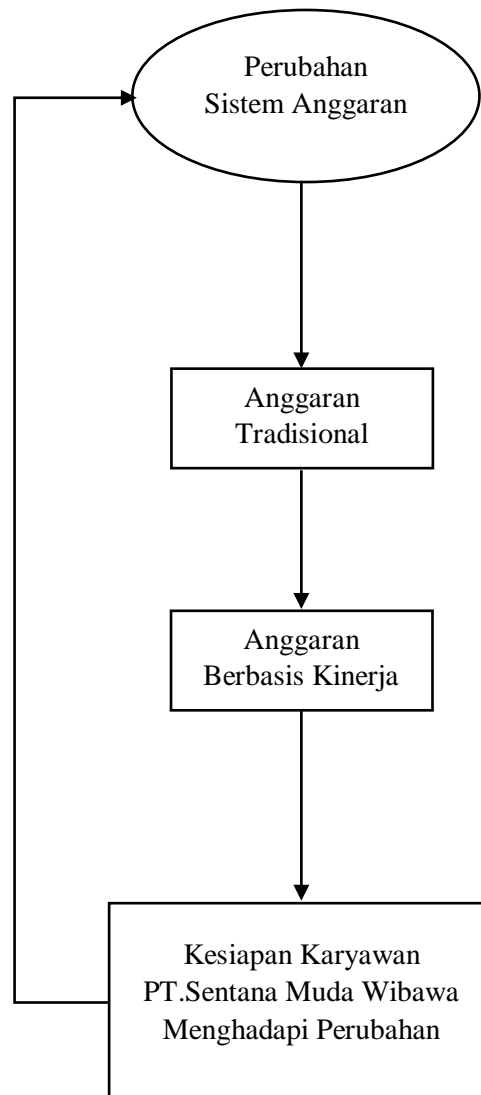 Perubahan
Sistem Anggaran
Anggaran
Tradisional
Anggaran
Berbasis Kinerja
Kesiapan Karyawan
PT.Sentana Muda Wibawa
Menghadapi Perubahan